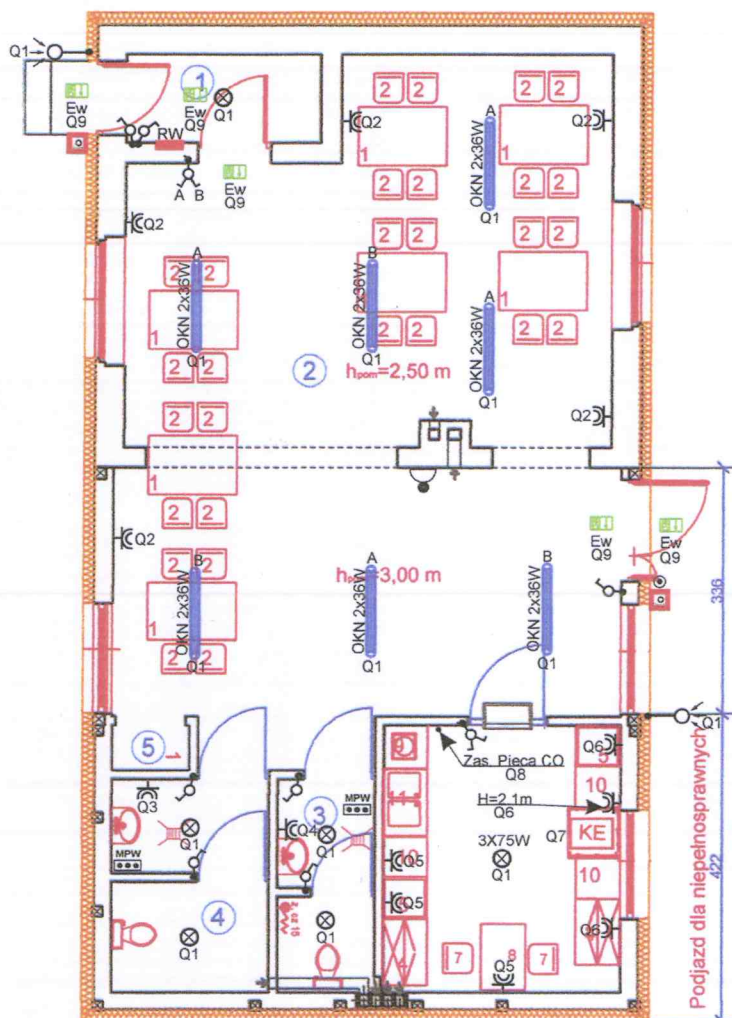 Q1
1
Ew
Q9
Ew
Q9
Q1
RW
A B
Ew
Q9
Q2
2 2
1
2 2
A
OKN 2x36W
Q1
2 2
1
2 2
Q2
Q2
2 2
A
OKN 2x36W
Q1
1
2 2
2 2
B
OKN 2x36W
Q1
2 2
2 2
1
2 2
A
OKN 2x36W
Q1
2
hpom=2,50 m
Q2
2 2
1
2 2
Q2
2 2
B
OKN 2x36W
Q1
1
2 2
A
OKN 2x36W
Q1
=3,00 m
B
OKN 2x36W
Q1
Ew
Q9
Ew
Q9
336
Q1
5
1
Q3
MPW
Q1
4
Q1
3
MPW
Q4
Q1
Q1
Zas. Pieca CO
Q8
H=2,1m
Q6
3X75W
Q1
Q7
KE
Q6
5
10
10
Q6
9
11
Q5
Q5
7
8
7
Q5
422
Podjazd dla niepełnosprawnych